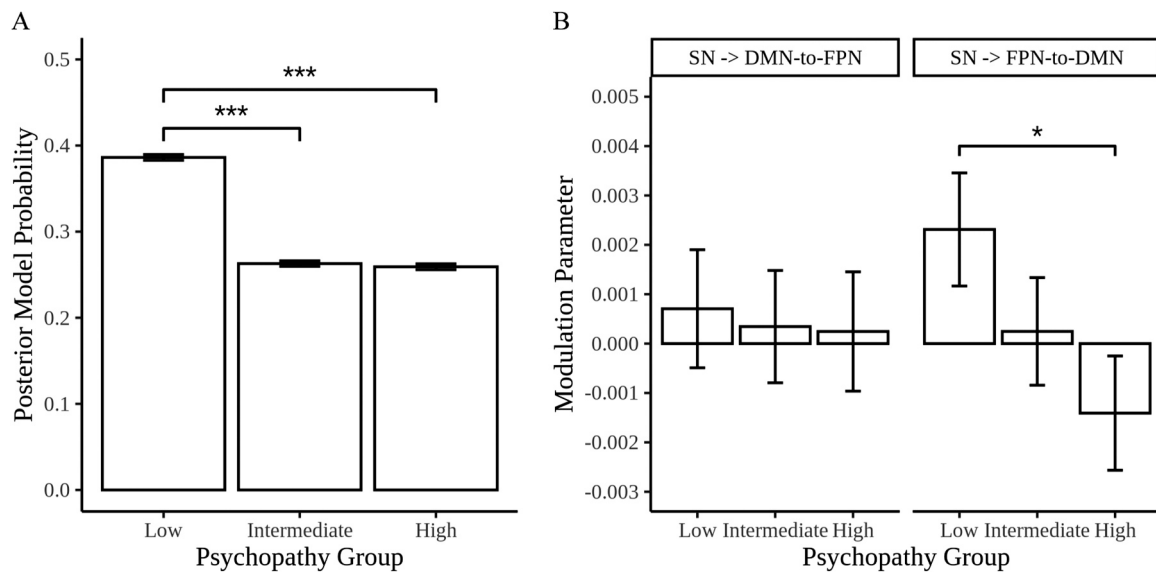 A
Posterior Model Probability
0.5
0.4
0.3
0.2
0.1
0.0
***
***
Low Intermediate High
Psychopathy Group
B
SN -> DMN-to-FPN SN -> FPN-to-DMN
Modulation Parameter
0.005
0.004
0.003
0.002
0.001
0.000
-0.001
-0.002
-0.003
*
Low Intermediate High Low Intermediate High
Psychopathy Group